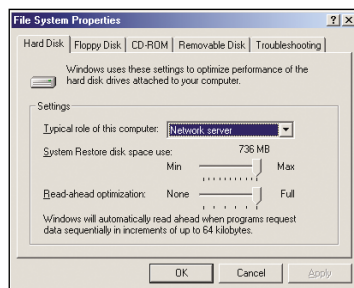 File System Properties
Hard Disk Floppy Disk CD-ROM Removable Disk Troubleshooting
Windows uses these settings to optimize performance of the
hard disk drives attached to your computer.
Settings
Typical role of this computer: Network server
System Restore disk space use: 736 MB
Min Max
Read-ahead optimization: None Full
Windows will automatically read ahead when programs request
data sequentially in increments of up to 64 kilobytes.
OK Cancel Apply